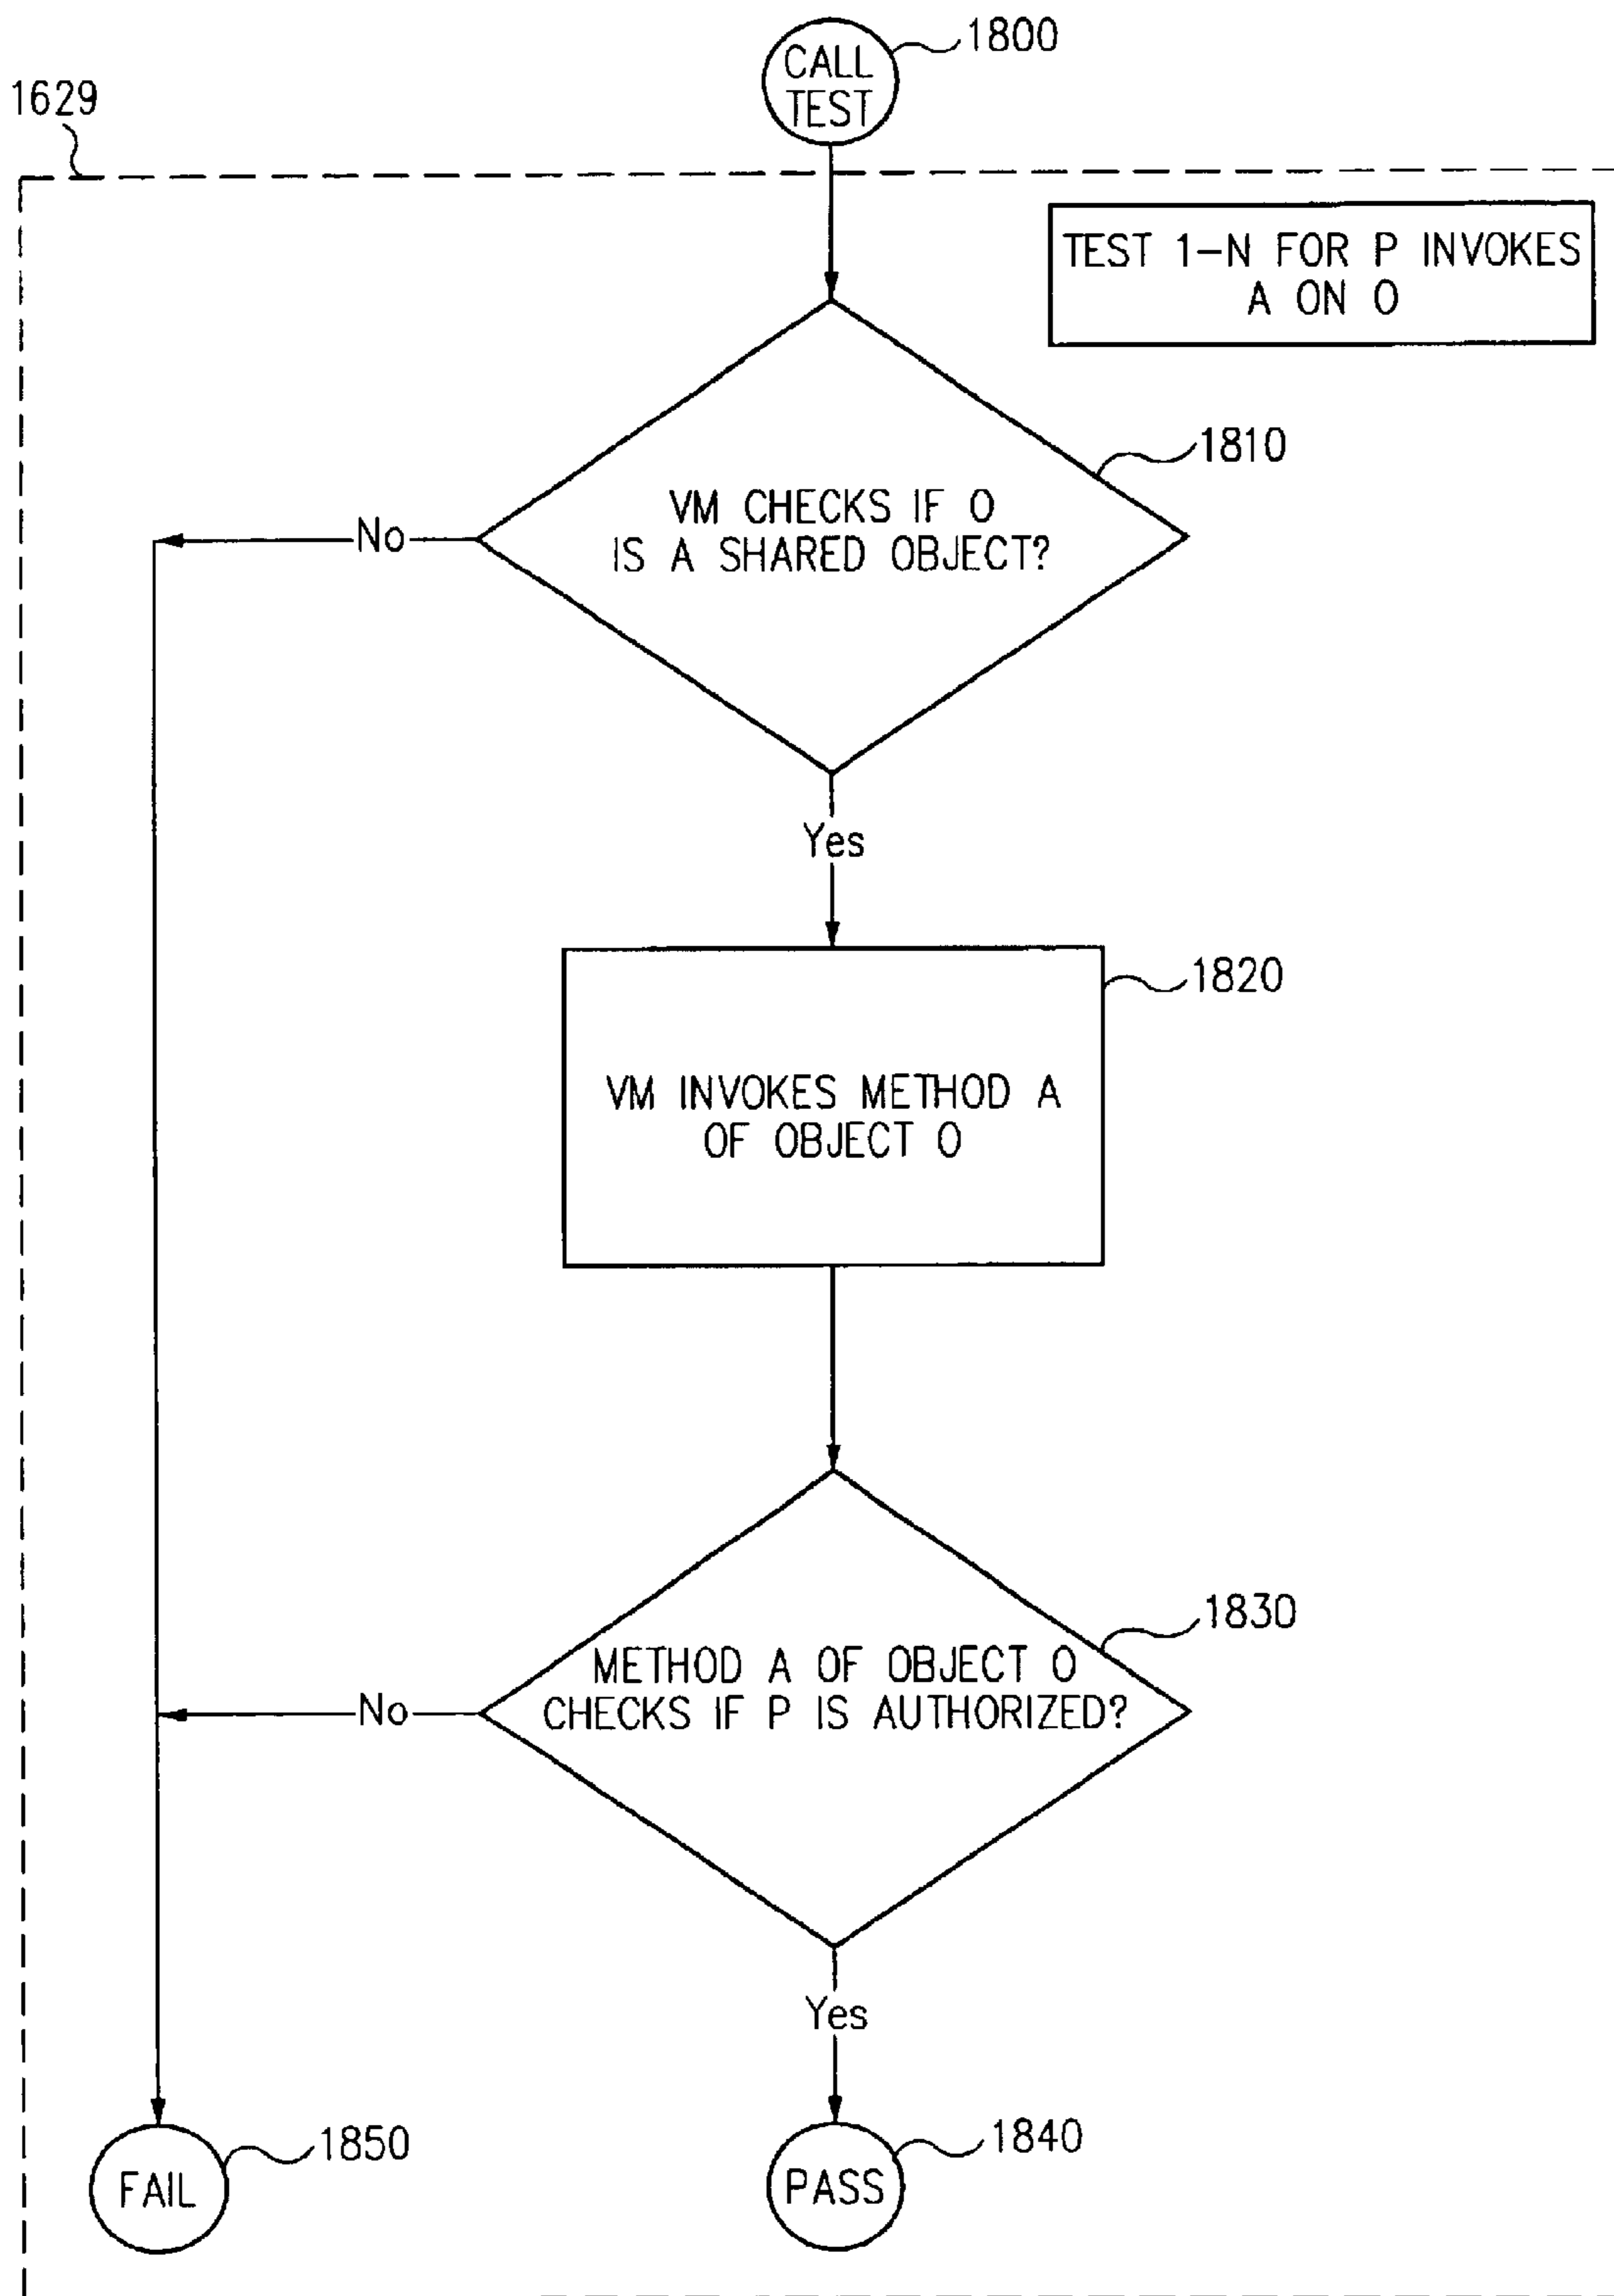 CALL
TEST
1800
1629
TEST 1-N FOR P INVOKES
A ON O
1810
VM CHECKS IF O
IS A SHARED OBJECT?
No
Yes
1820
VM INVOKES METHOD A
OF OBJECT O
1830
METHOD A OF OBJECT O
CHECKS IF P IS AUTHORIZED?
No
Yes
1850
FAIL
1840
PASS